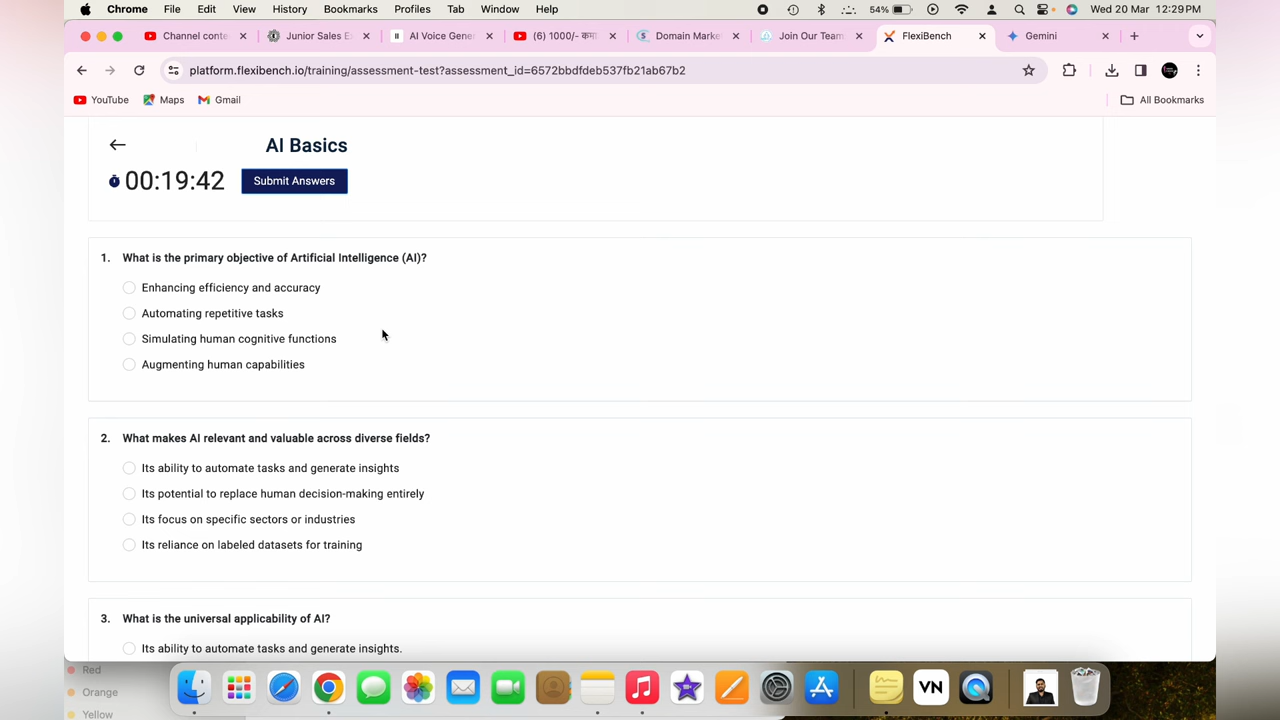 Chrome File Edit View History Bookmarks Profiles Tab Window Help 54% Wed 20 Mar 12:29 PM
Channel conte Junior Sales E AI Voice Gene (6) 1000/- कमा Domain Marke Join Our Team FlexiBench Gemini
platform.flexibench.io/training/assessment-test?assessment_id=6572bbdfdeb537fb21ab67b2
YouTube Maps Gmail All Bookmarks
AI Basics
00:19:42 Submit Answers
1. What is the primary objective of Artificial Intelligence (AI)?
Enhancing efficiency and accuracy
Automating repetitive tasks
Simulating human cognitive functions
Augmenting human capabilities
2. What makes AI relevant and valuable across diverse fields?
Its ability to automate tasks and generate insights
Its potential to replace human decision-making entirely
Its focus on specific sectors or industries
Its reliance on labeled datasets for training
3. What is the universal applicability of AI?
Its ability to automate tasks and generate insights.
Red
Orange
Yellow
VN